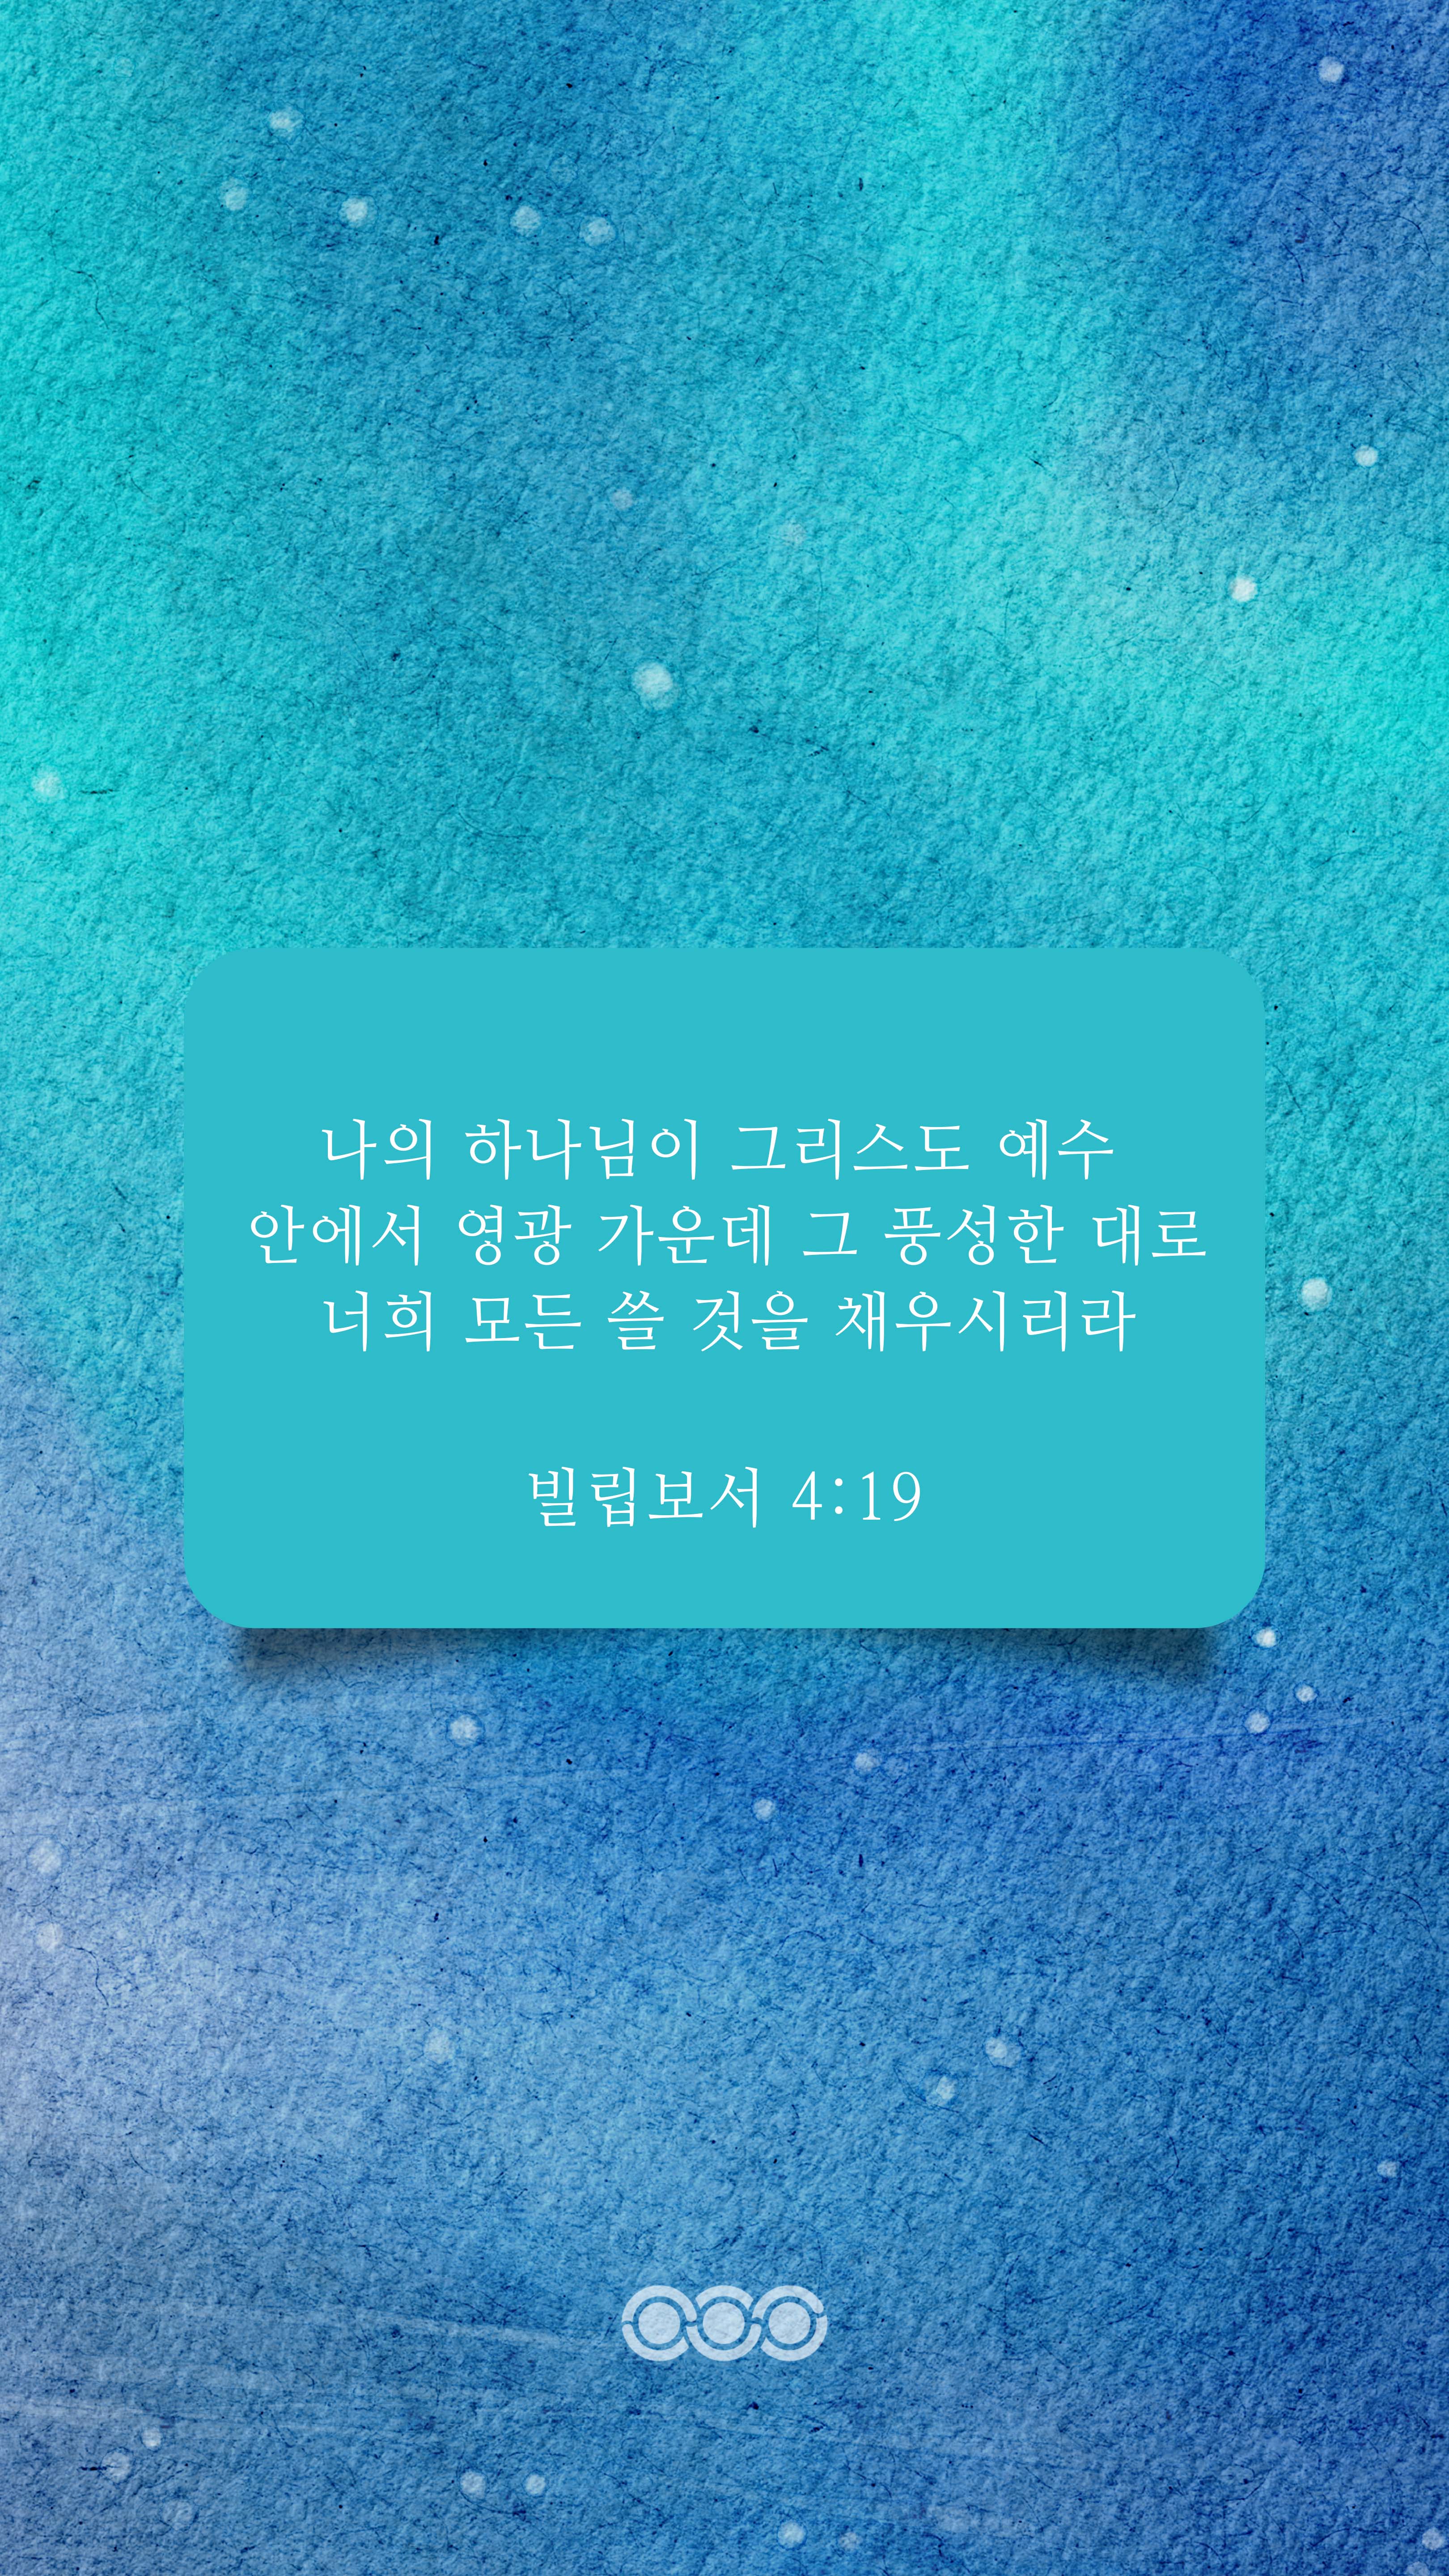 나의 하나님이 그리스도 예수
안에서 영광 가운데 그 풍성한 대로
너희 모든 쓸 것을 채우시리라
빌립보서 4:19